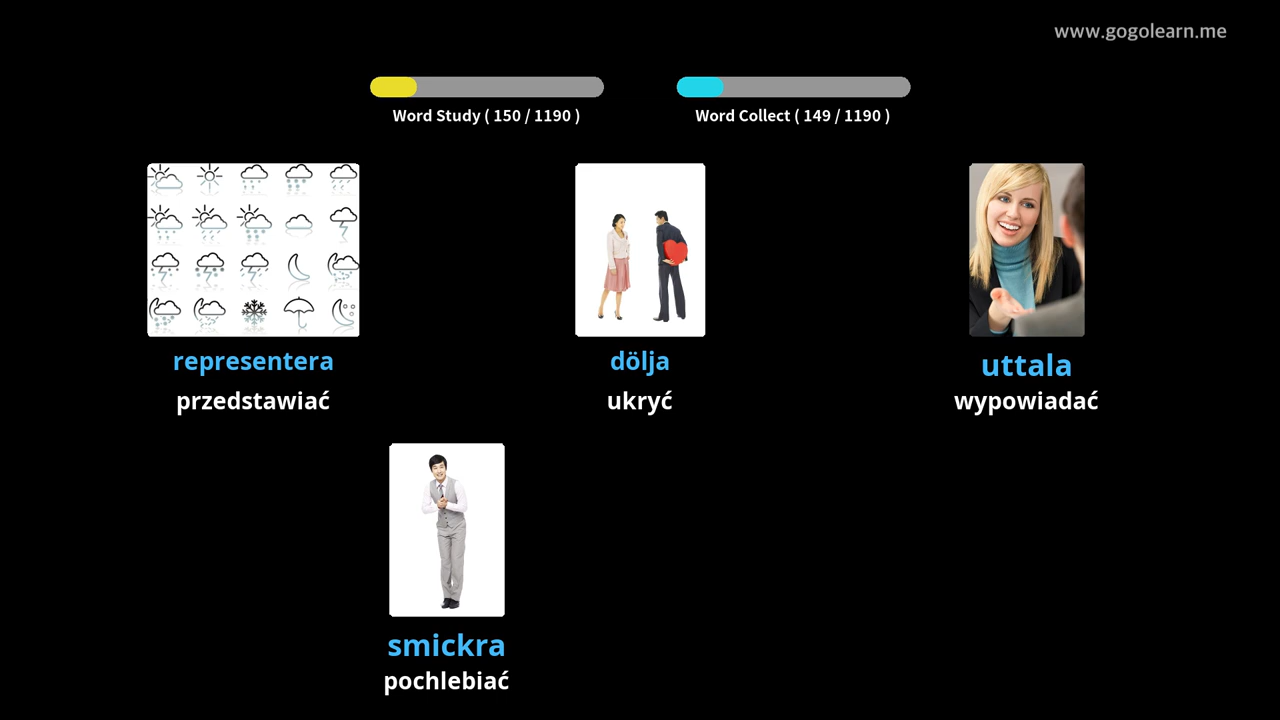 www.gogolearn.me
Word Study ( 150 / 1190 )
Word Collect ( 149 / 1190 )
representera
przedstawiać
dölja
ukryć
uttala
wypowiadać
smickra
pochlebiać